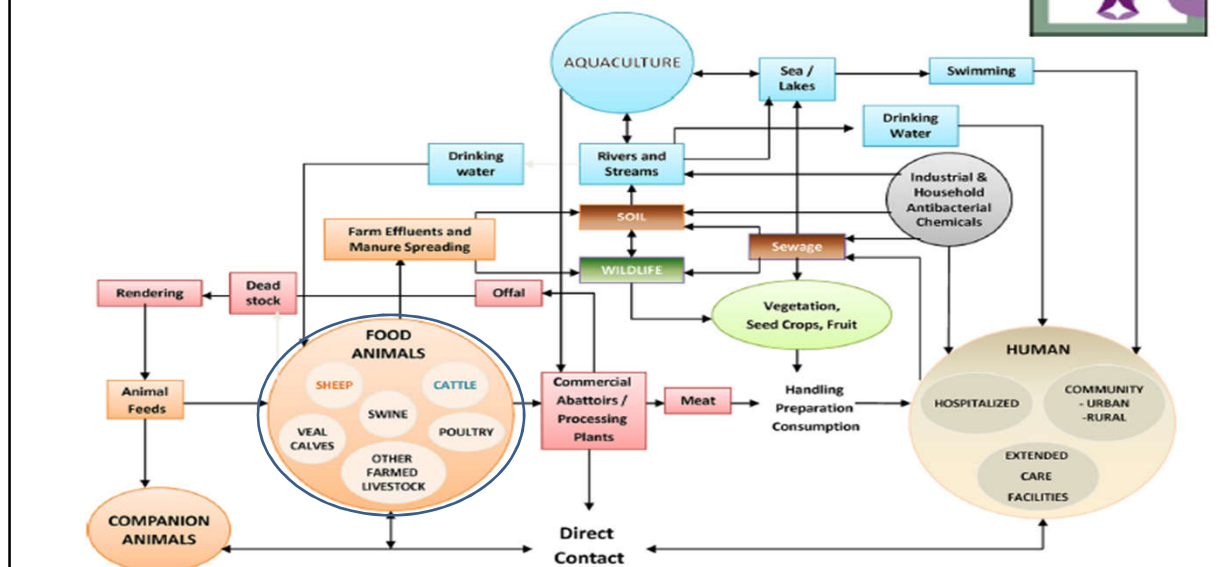 AQUACULTURE
Sea /
Lakes
Swimming
Drinking
Water
Drinking
water
Rivers and
Streams
Industrial &
Household
Antibacterial
Chemicals
SOIL
Farm Effluents and
Manure Spreading
Sewage
WILDLIFE
Rendering
Dead
stock
Offal
Vegetation,
Seed Crops, Fruit
FOOD
ANIMALS
SHEEP
CATTLE
SWINE
VEAL
CALVES
POULTRY
OTHER
FARMED
LIVESTOCK
Animal
Feeds
Commercial
Abattoirs /
Processing
Plants
Meat
Handling
Preparation
Consumption
HUMAN
HOSPITALIZED
COMMUNITY
- URBAN
-RURAL
EXTENDED
CARE
FACILITIES
COMPANION
ANIMALS
Direct
Contact